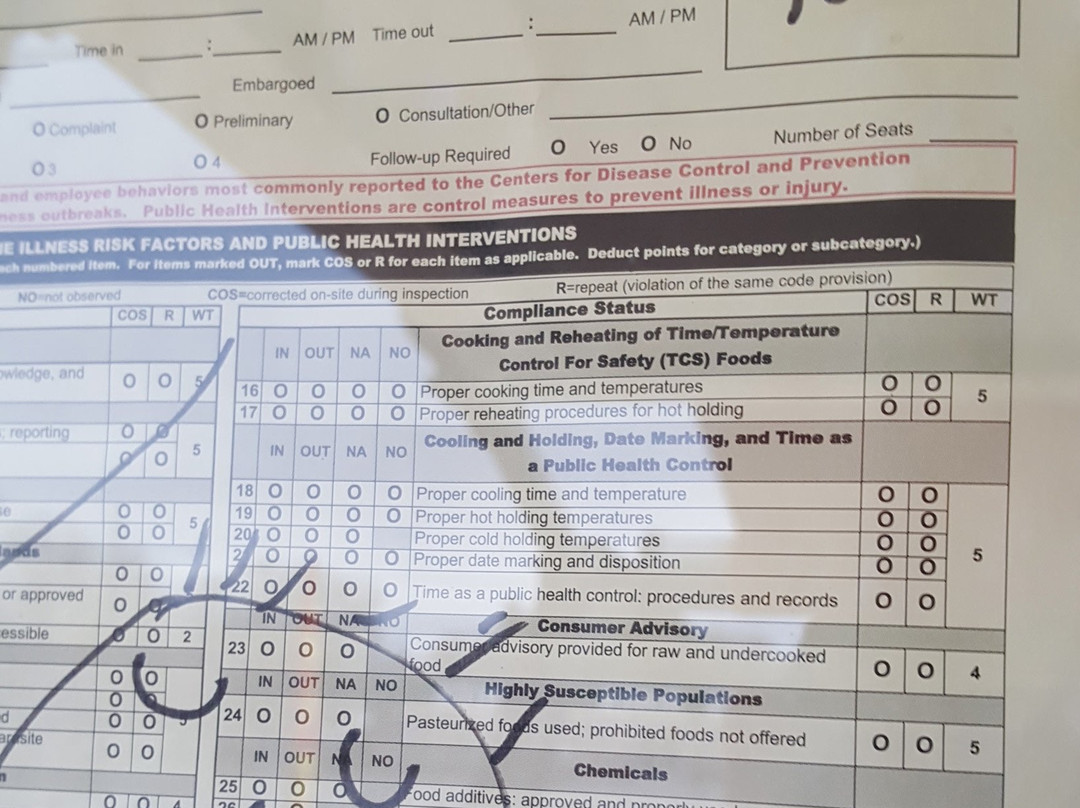 Time in : AM / PM Time out : AM / PM
Embargoed
O Complaint O Preliminary O Consultation/Other
O 3 O 4 Follow-up Required O Yes O No Number of Seats
and employee behaviors most commonly reported to the Centers for Disease Control and Prevention
outbreaks. Public Health Interventions are control measures to prevent illness or injury.
ILLNESS RISK FACTORS AND PUBLIC HEALTH INTERVENTIONS
numbered item. For items marked OUT, mark COS or R for each item as applicable. Deduct points for category or subcategory.)
NO=not observed COS=corrected on-site during inspection R=repeat (violation of the same code provision)
COS R WT Compliance Status COS R WT
IN OUT NA NO Cooking and Reheating of Time/Temperature
Control For Safety (TCS) Foods
and O O 5 16 O O O O Proper cooking time and temperatures O O 5
17 O O O O Proper reheating procedures for hot holding O O
reporting O O 5 IN OUT NA NO Cooling and Holding, Date Marking, and Time as
O O a Public Health Control
18 O O O O Proper cooling time and temperature O O 5
O O 5 19 O O O O Proper hot holding temperatures O O
O O 20 O O O Proper cold holding temperatures O O
O O O O Proper date marking and disposition O O
O O 22 O O O O Time as a public health control: procedures and records O O
or approved O O IN OUT NA NO Consumer Advisory
O O 2 23 O O O Consumer advisory provided for raw and undercooked O O 4
food
O O IN OUT NA NO Highly Susceptible Populations
O O
O O 5 24 O O O Pasteurized foods used; prohibited foods not offered O O 5
O O IN OUT NA NO Chemicals
O O 4 25 O O O Food additives: approved and
26